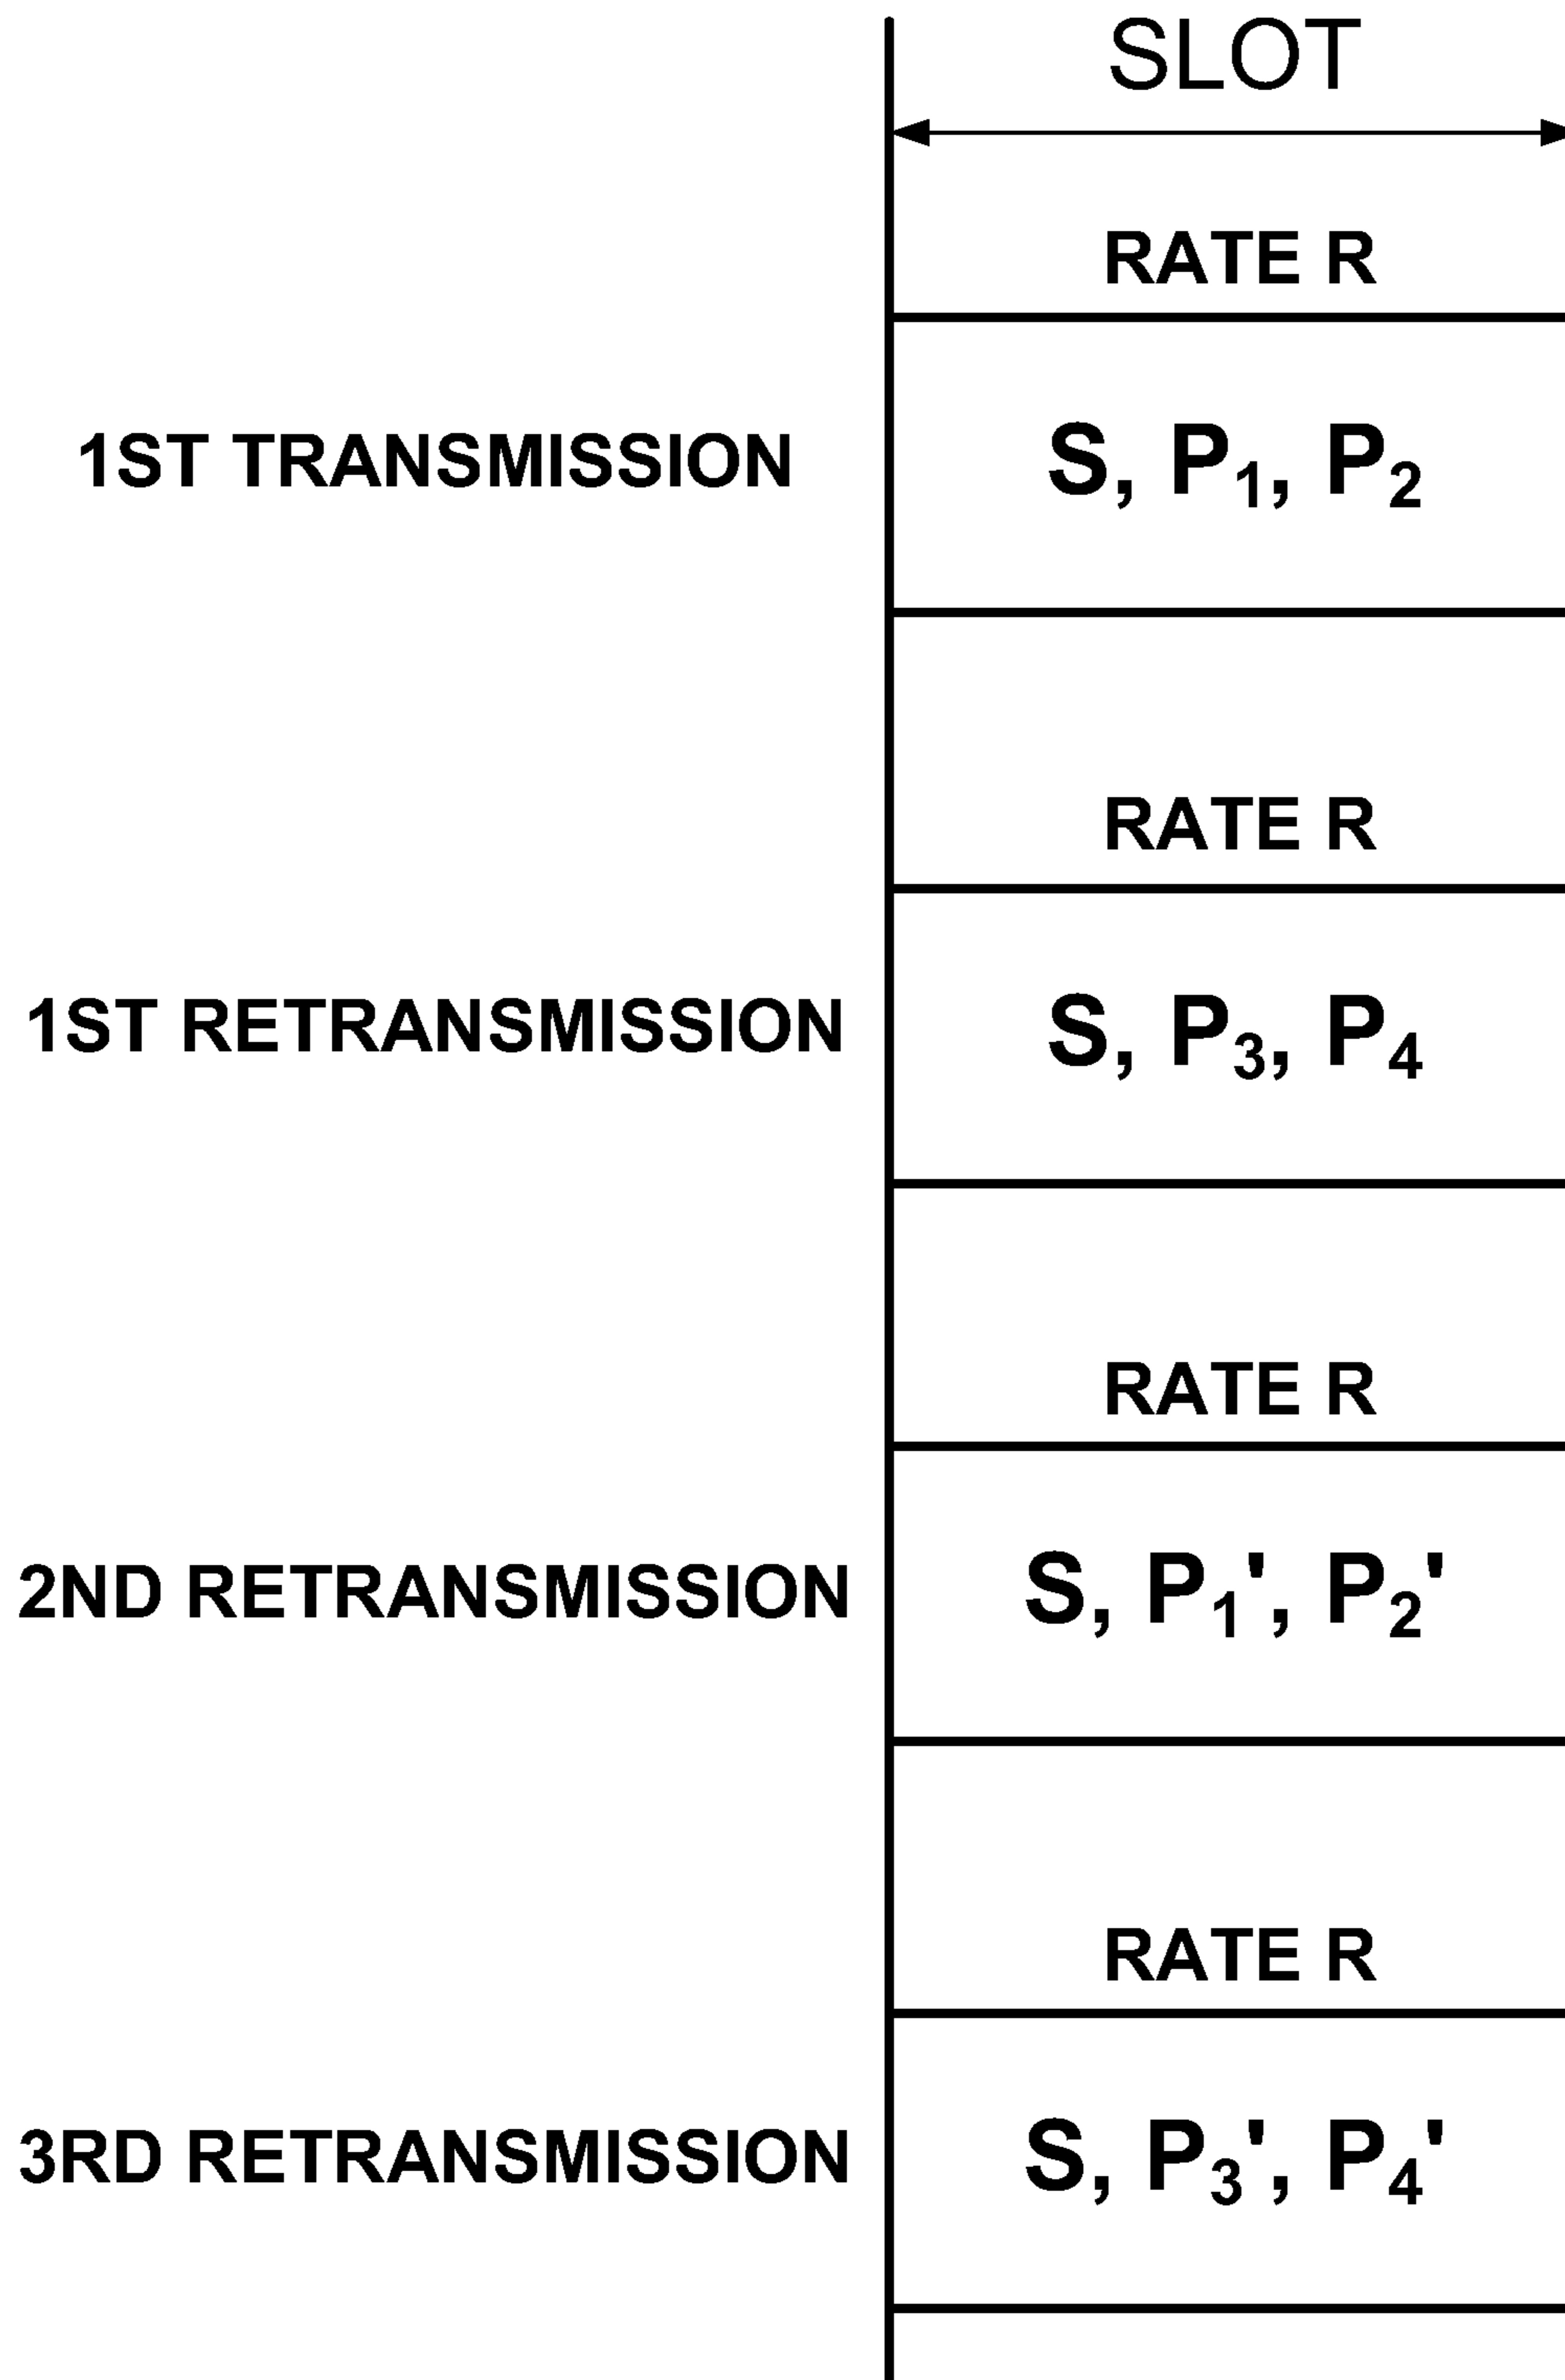 SLOT
RATE R
1ST TRANSMISSION S, P₁, P₂
RATE R
1ST RETRANSMISSION S, P₃, P₄
RATE R
2ND RETRANSMISSION S, P₁', P₂'
RATE R
3RD RETRANSMISSION S, P₃', P₄'